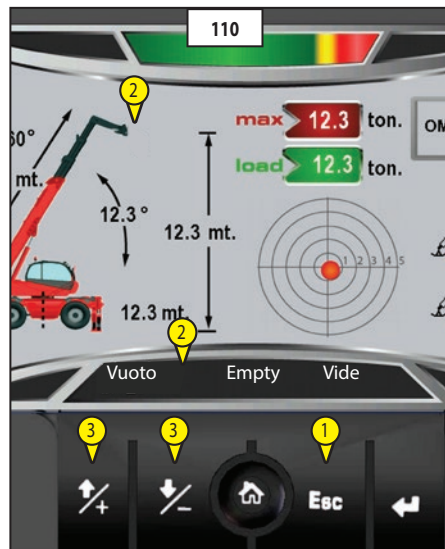 110
2
60°
max 12.3 ton.
OM
mt.
load 12.3 ton.
12.3°
12.3 mt.
1 2 3 4 5
12.3 mt.
2
Vuoto Empty Vide
3 3 1
+ - Esc